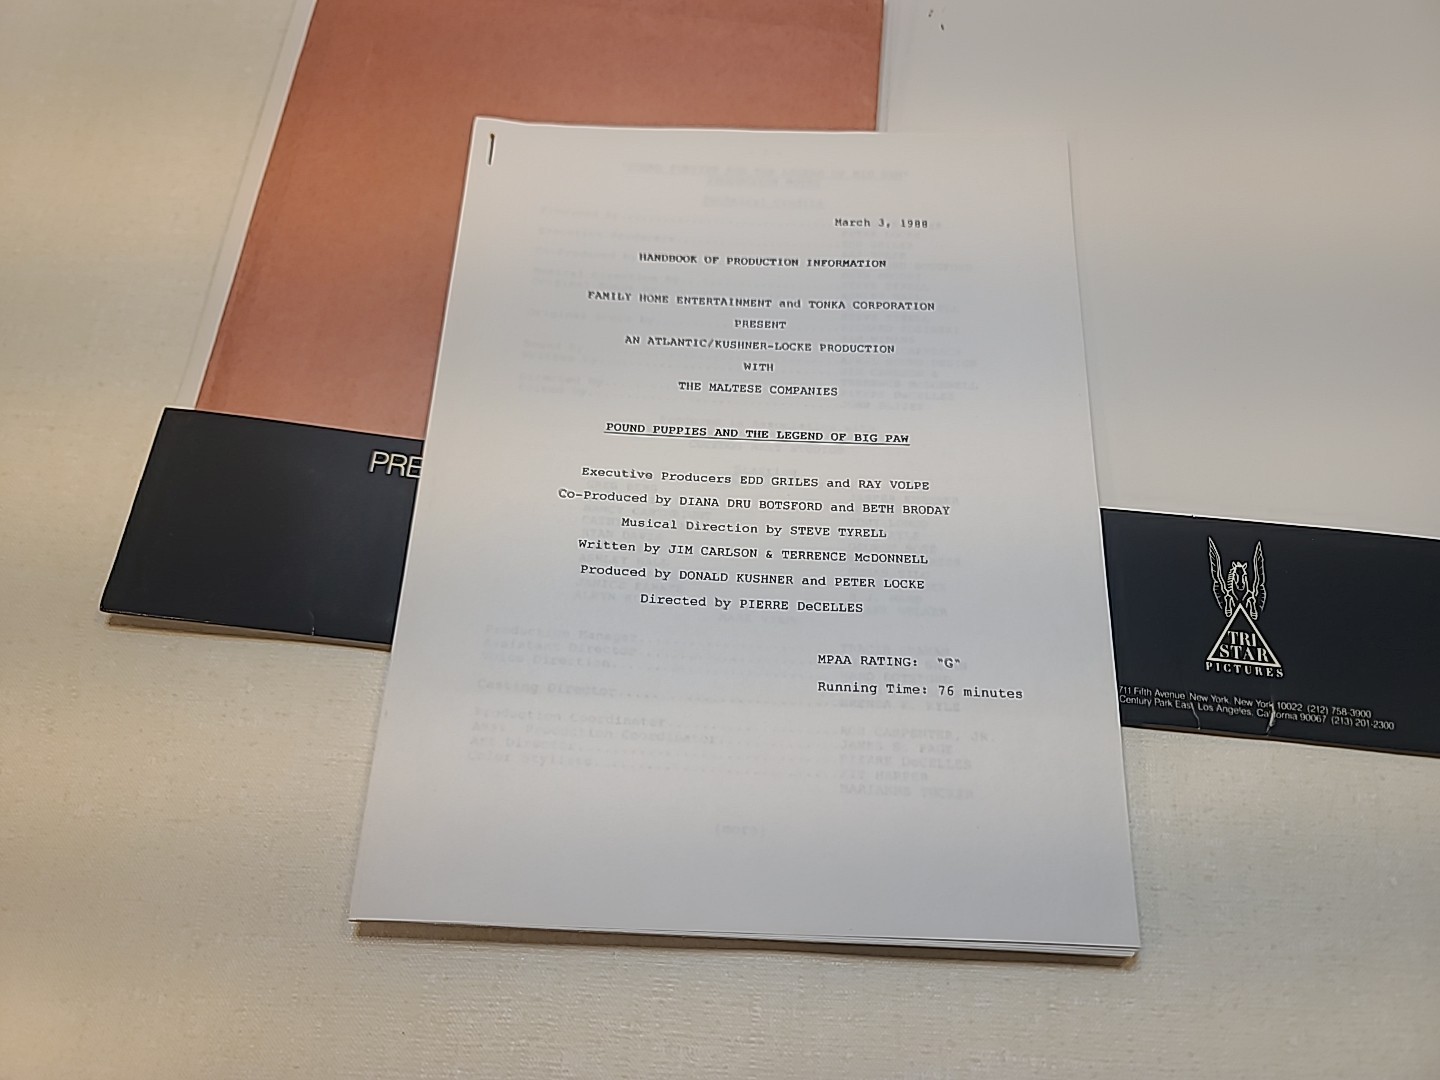 March 3, 1988
HANDBOOK OF PRODUCTION INFORMATION
FAMILY HOME ENTERTAINMENT and TONKA CORPORATION
PRESENT
AN ATLANTIC/KUSHNER-LOCKE PRODUCTION
WITH
THE MALTESE COMPANIES
POUND PUPPIES AND THE LEGEND OF BIG PAW
Executive Producers EDD GRILES and RAY VOLPE
Co-Produced by DIANA DRU BOTSFORD and BETH BRODAY
Musical Direction by STEVE TYRELL
Written by JIM CARLSON & TERRENCE McDONNELL
Produced by DONALD KUSHNER and PETER LOCKE
Directed by PIERRE DeCELLES
MPAA RATING: "G"
Running Time: 76 minutes
PRE
TRI
STAR
PICTURES
711 Fifth Avenue, New York, New York 10022 (212) 758-3900
Century Park East, Los Angeles, California 90067 (213) 201-2300